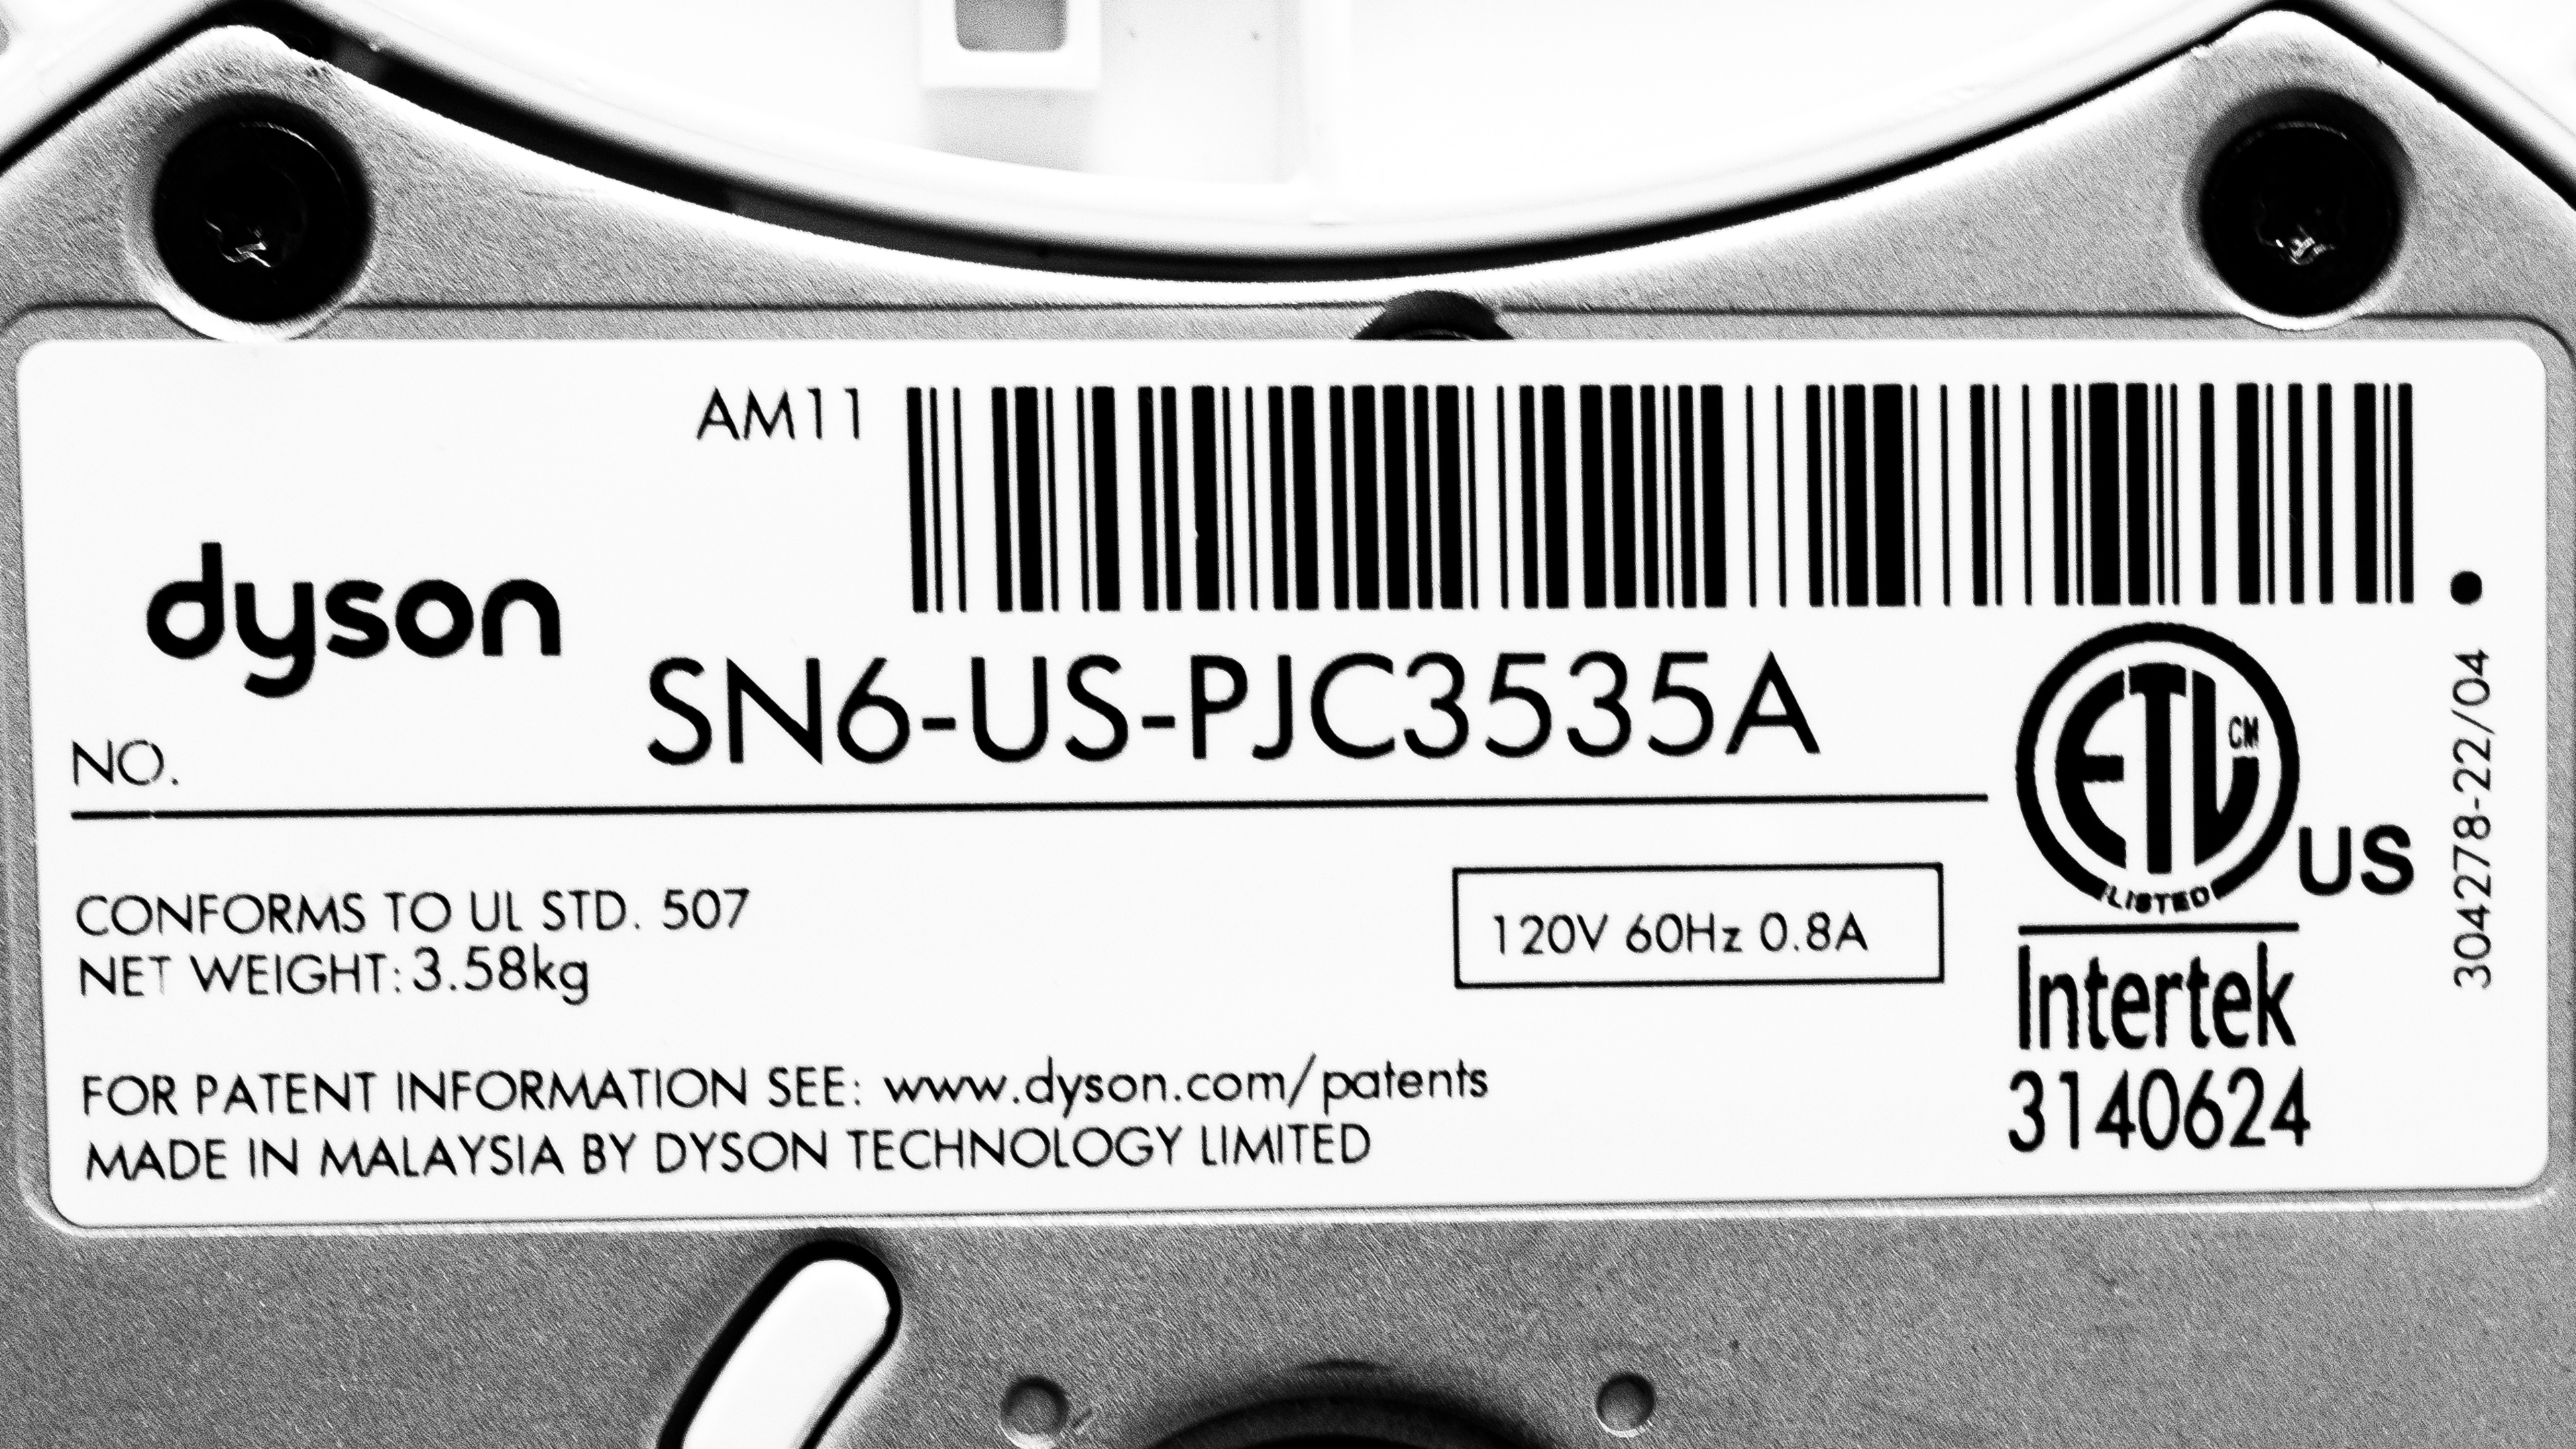 AM11
dyson
NO. SN6-US-PJC3535A
CONFORMS TO UL STD. 507
NET WEIGHT: 3.58kg
120V 60Hz 0.8A
FOR PATENT INFORMATION SEE: www.dyson.com/patents
MADE IN MALAYSIA BY DYSON TECHNOLOGY LIMITED
ETL CM
LISTED
US
Intertek
3140624
304278-22/04